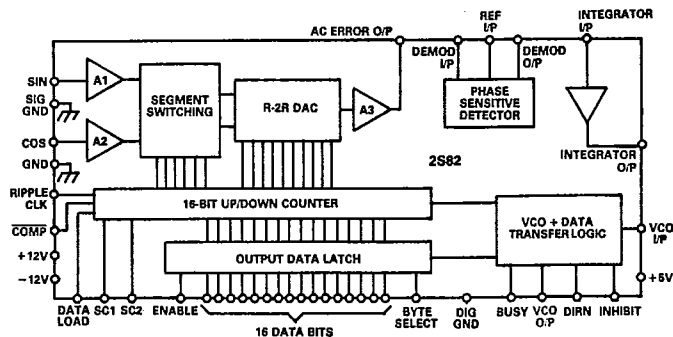 AC ERROR O/P
DEMOD I/P
REF I/P
DEMOD O/P
INTEGRATOR I/P
SIN
SIG GND
COS
GND
RIPPLE CLK
COMP
+12V
−12V
A1
A2
SEGMENT SWITCHING
R-2R DAC
A3
PHASE SENSITIVE DETECTOR
2S82
INTEGRATOR O/P
16-BIT UP/DOWN COUNTER
OUTPUT DATA LATCH
VCO + DATA TRANSFER LOGIC
VCO I/P
+5V
DATA LOAD
SC1
SC2
ENABLE
16 DATA BITS
BYTE SELECT
DIG GND
BUSY
VCO O/P
DIRN
INHIBIT